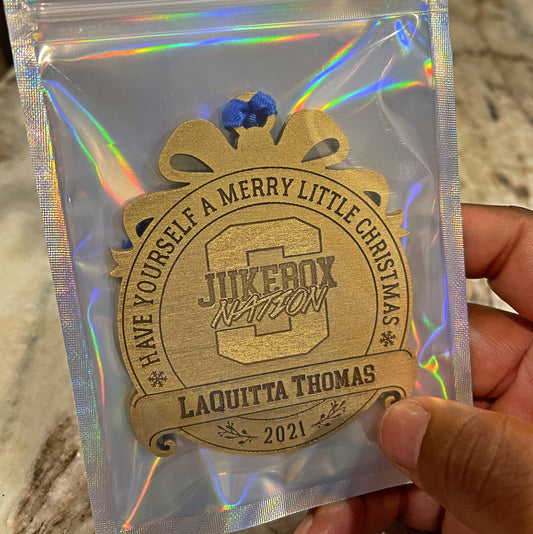 HAVE YOURSELF A MERRY LITTLE CHRISTMAS
S
JUKEBOX
NATION
LAQUITTA THOMAS
2021